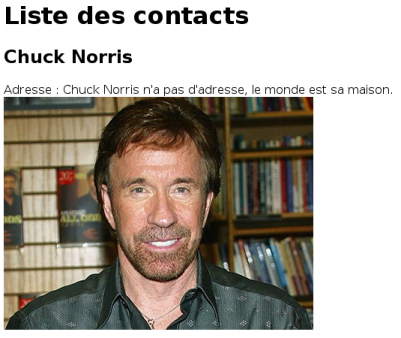 Liste des contacts
Chuck Norris
Adresse : Chuck Norris n'a pas d'adresse, le monde est sa maison.